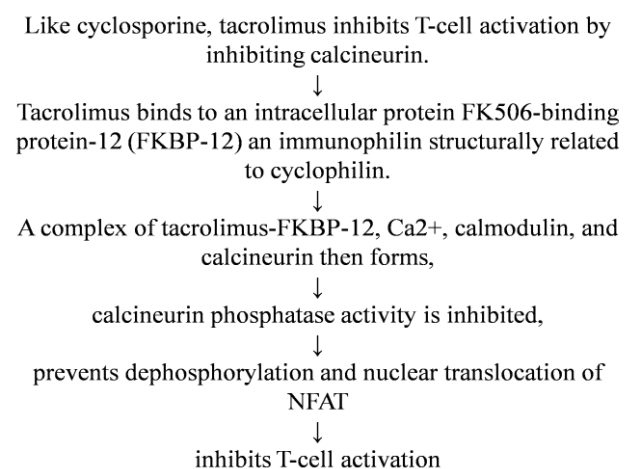 Like cyclosporine, tacrolimus inhibits T-cell activation by
inhibiting calcineurin.
↓
Tacrolimus binds to an intracellular protein FK506-binding
protein-12 (FKBP-12) an immunophilin structurally related
to cyclophilin.
↓
A complex of tacrolimus-FKBP-12, Ca2+, calmodulin, and
calcineurin then forms,
↓
calcineurin phosphatase activity is inhibited,
↓
prevents dephosphorylation and nuclear translocation of
NFAT
↓
inhibits T-cell activation